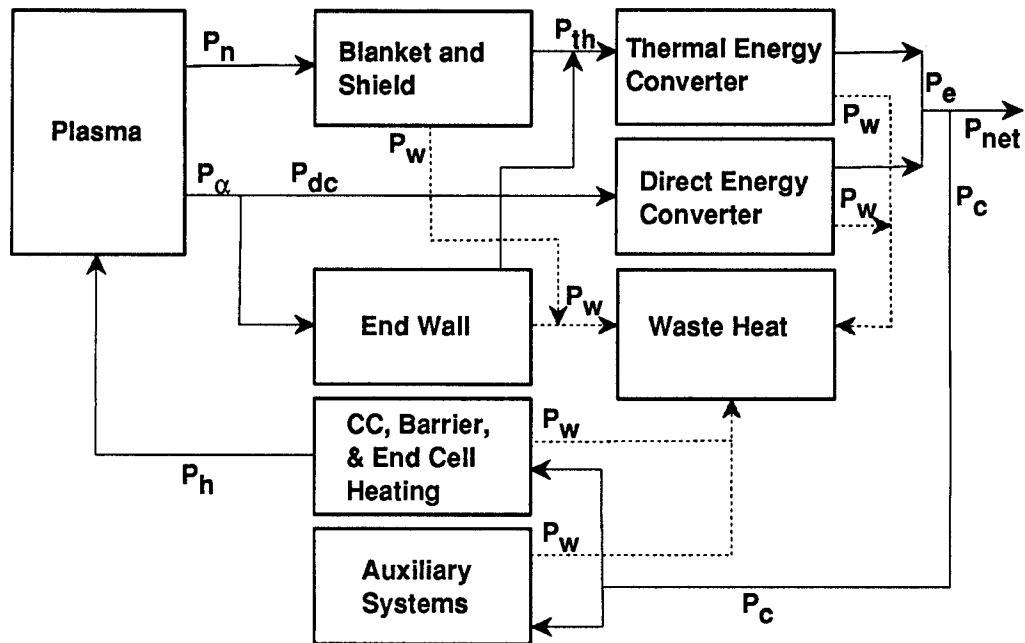 P_n
Blanket and
Shield
P_th
Thermal Energy
Converter
P_e
P_net
P_w
Plasma
P_w
P_α
P_dc
Direct Energy
Converter
P_w
P_c
End Wall
P_w
Waste Heat
CC, Barrier,
& End Cell
Heating
P_w
P_h
Auxiliary
Systems
P_w
P_c